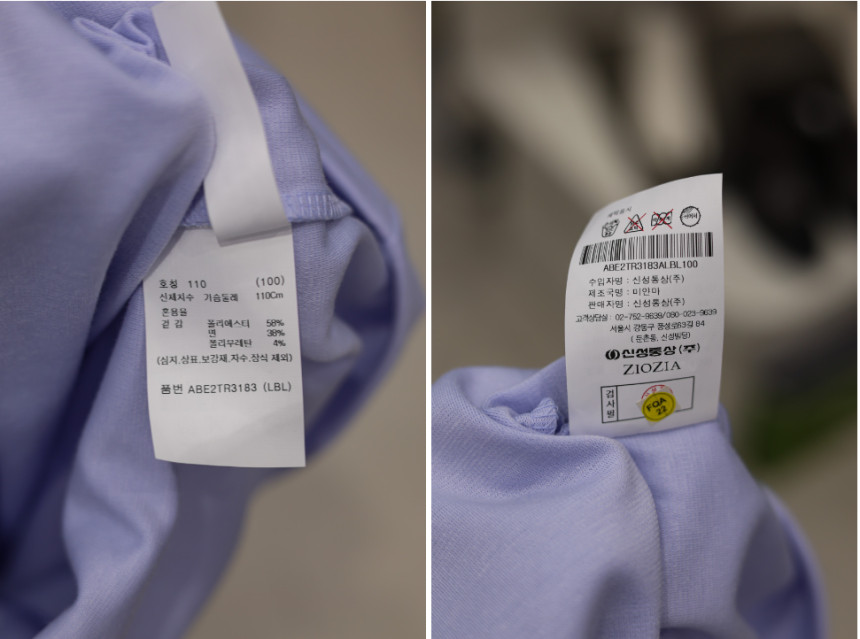 호칭 110 (100)
신체치수 가슴둘레 110Cm
혼용율
겉감 폴리에스터 58%
면 38%
폴리우레탄 4%
(심지,상표,보강재,자수,장식 제외)
품번 ABE2TR3183 (LBL)
ABE2TR3183ALBL100
수입자명 : 신성통상(주)
제조국명 : 미얀마
판매자명 : 신성통상(주)
고객상담실 : 02-752-9639/080-023-9639
서울시 강동구 풍성로63길 84
( 둔촌동, 신성빌딩)
신성통상(주)
ZIOZIA
검사필
FQA
22